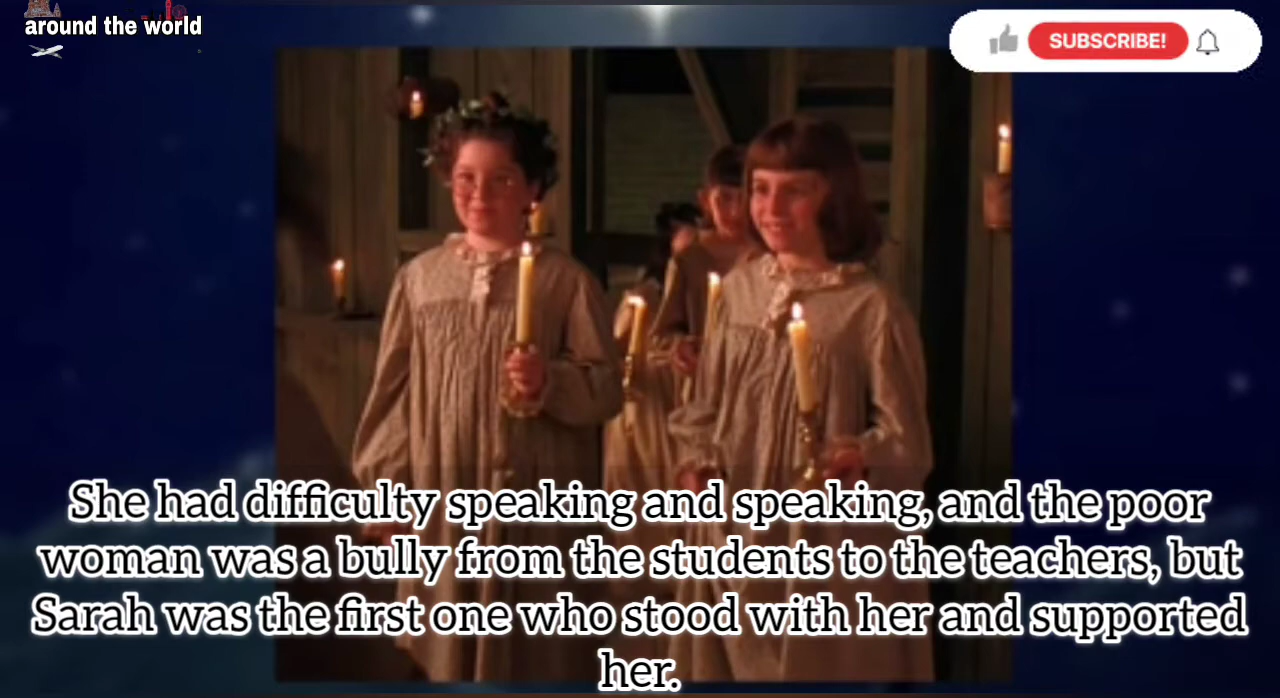 around the world
SUBSCRIBE!
She had difficulty speaking and speaking, and the poor
woman was a bully from the students to the teachers, but
Sarah was the first one who stood with her and supported
her.